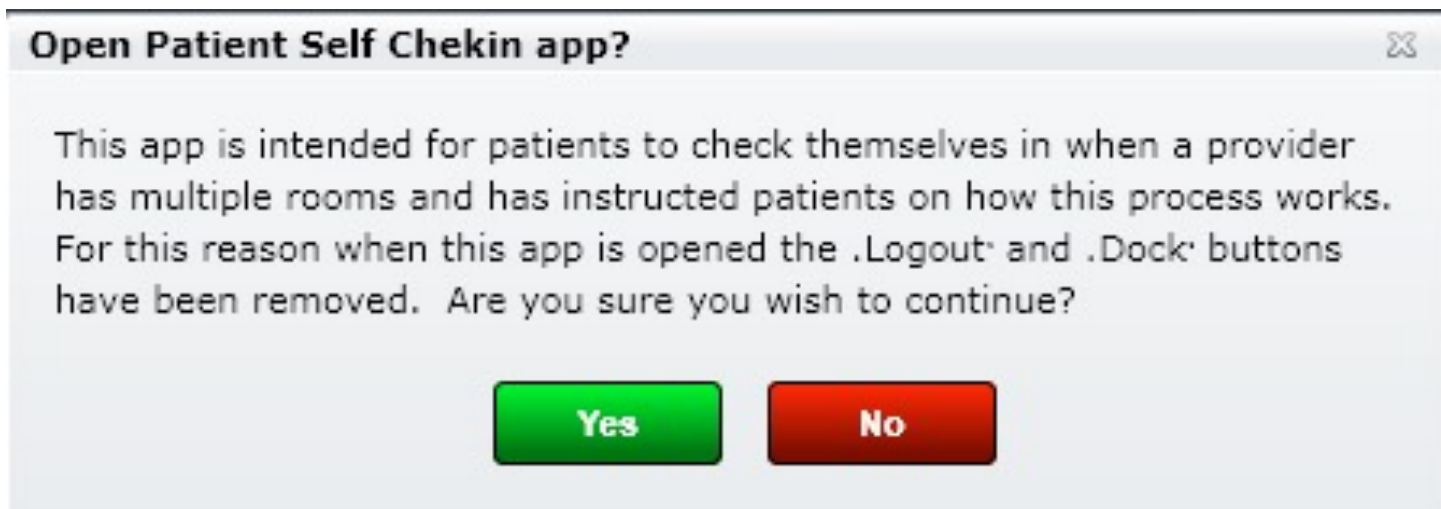 Open Patient Self Chekin app?
This app is intended for patients to check themselves in when a provider
has multiple rooms and has instructed patients on how this process works.
For this reason when this app is opened the .Logout· and .Dock· buttons
have been removed.  Are you sure you wish to continue?
Yes
No